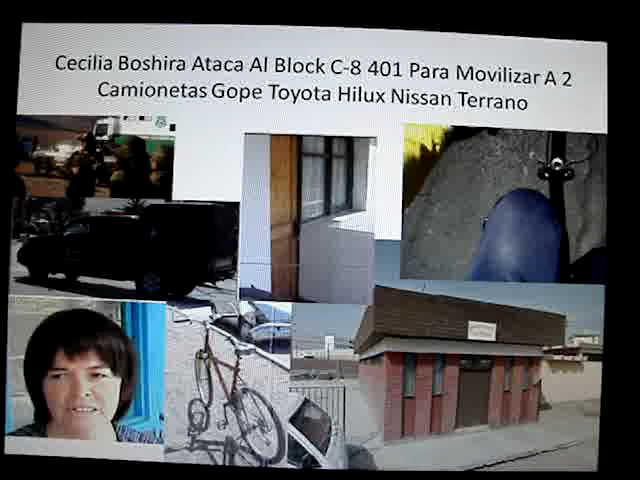 Cecilia Boshira Ataca Al Block C-8 401 Para Movilizar A 2
Camionetas Gope Toyota Hilux Nissan Terrano